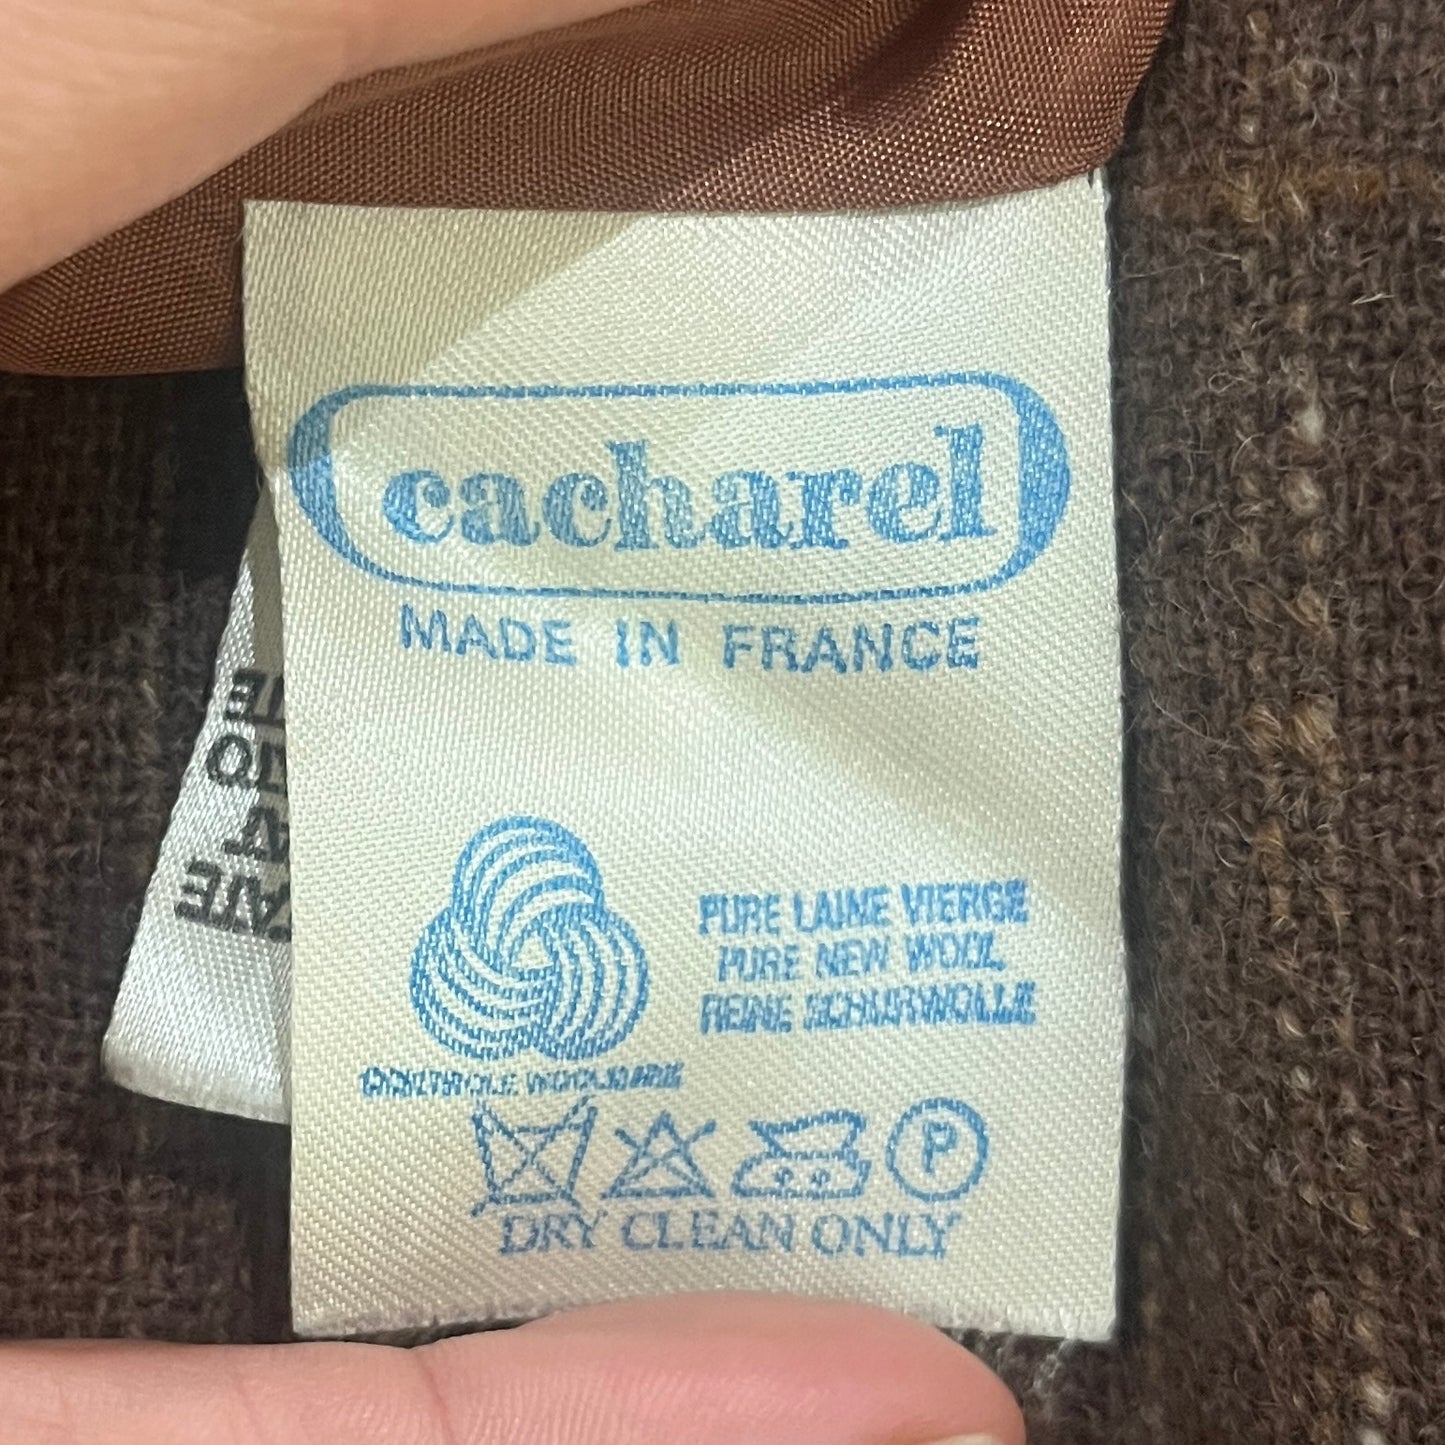 cacharel
MADE IN FRANCE
PURE LAINE VIERGE
PURE NEW WOOL
REINE SCHURWOLLE
P
DRY CLEAN ONLY